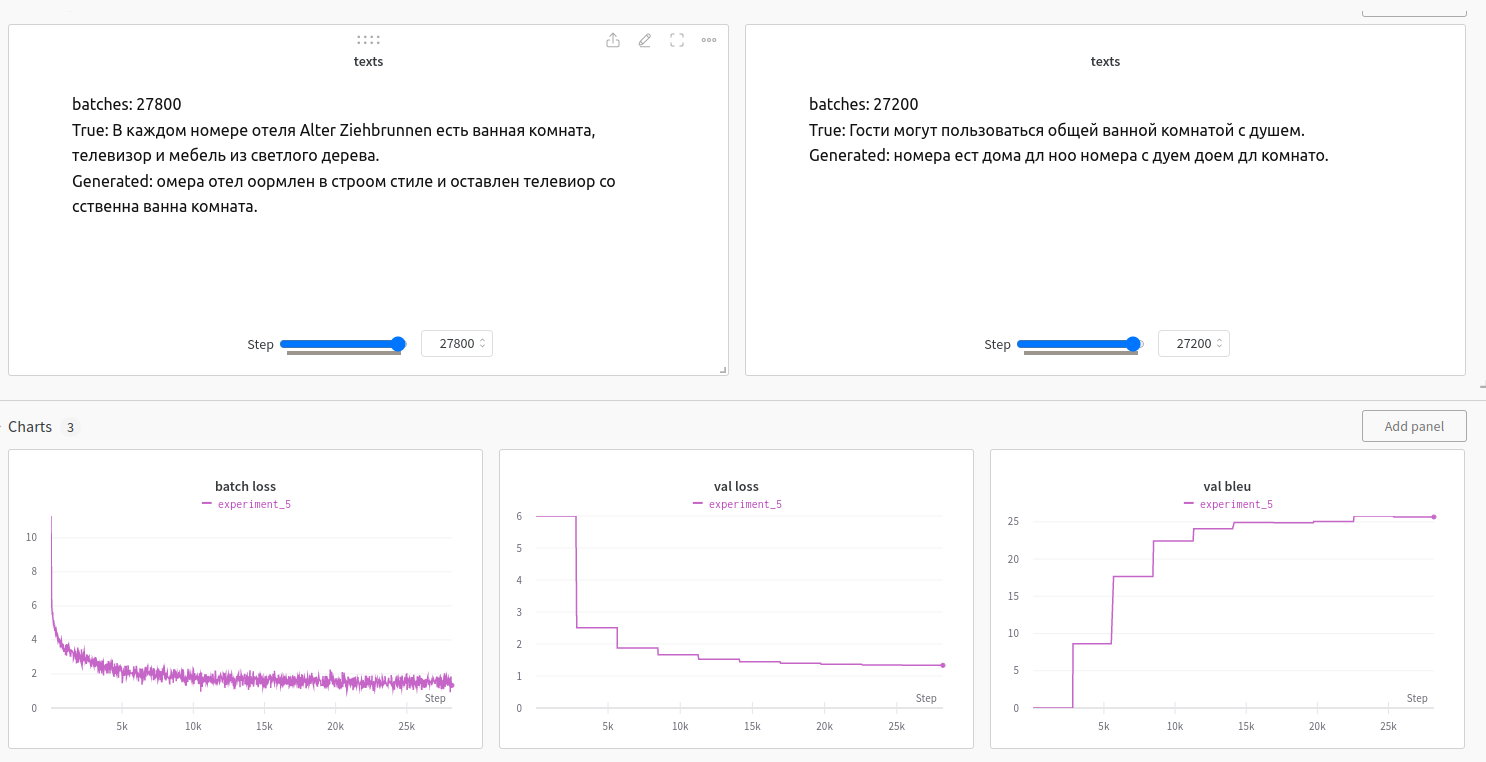 texts
batches: 27800
True: В каждом номере отеля Alter Ziehbrunnen есть ванная комната,
телевизор и мебель из светлого дерева.
Generated: омера отел оормлен в строом стиле и оставлен телевиор со
сственна ванна комната.
Step 27800
texts
batches: 27200
True: Гости могут пользоваться общей ванной комнатой с душем.
Generated: номера ест дома дл ноо номера с дуем доем дл комнато.
Step 27200
Charts 3
Add panel
batch loss
experiment_5
10
8
6
4
2
0
Step
5k 10k 15k 20k 25k
val loss
experiment_5
6
5
4
3
2
1
0
Step
5k 10k 15k 20k 25k
val bleu
experiment_5
25
20
15
10
5
0
Step
5k 10k 15k 20k 25k